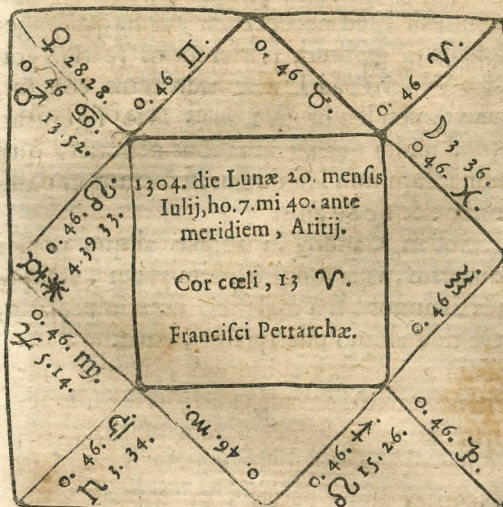 1304. die Lunæ 20. mensis
Iulij, ho. 7. mi 40. ante
meridiem, Aritij.
Cor cœli, 13 ♈.
Francisci Pettarchæ.
0. 46 ♊.
0. 46 ♉.
0. 46 ♈.
☽ 3 36.
0 46. ♓.
0. 46 ♒.
0. 46. ♑.
0. 46. ♐.
☊ 15. 26.
0. 46. ♏.
0. 46. ♎.
♄ 3. 34.
0. 46. ♍.
5. 14.
0. 46. ♌.
4. 39 33.
♀ 28. 28.
0 46 ♋.
♂ 13. 52.